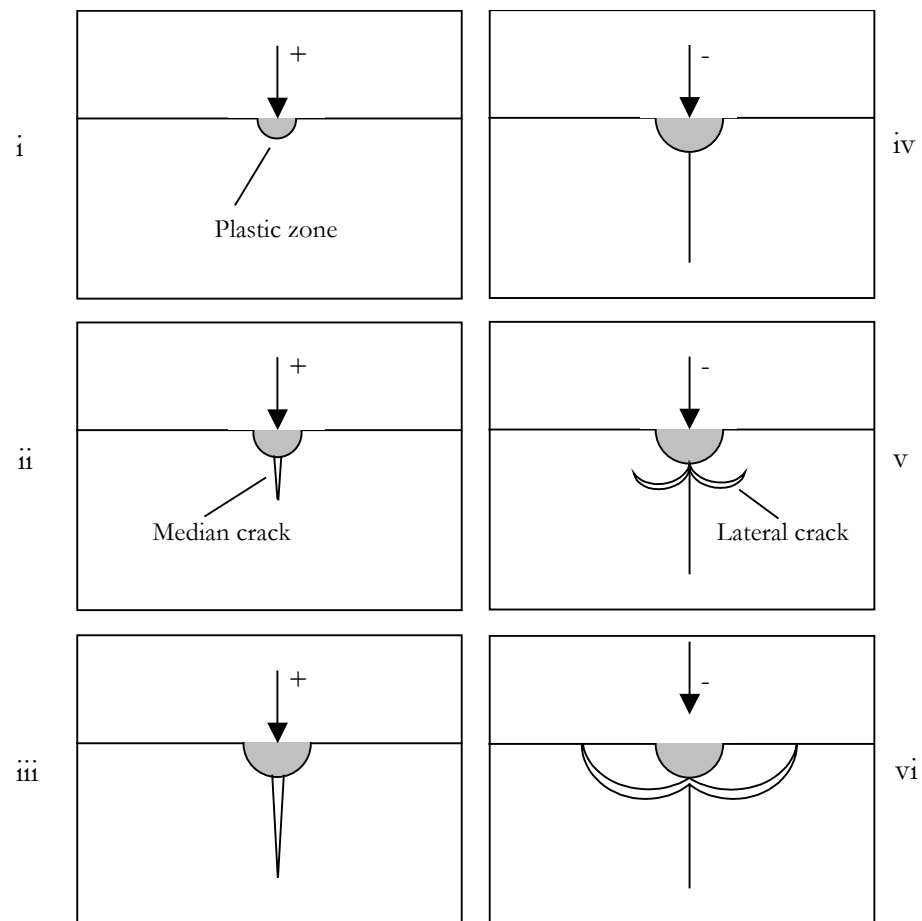 i
+
Plastic zone
iv
-
ii
+
Median crack
v
-
Lateral crack
iii
+
vi
-